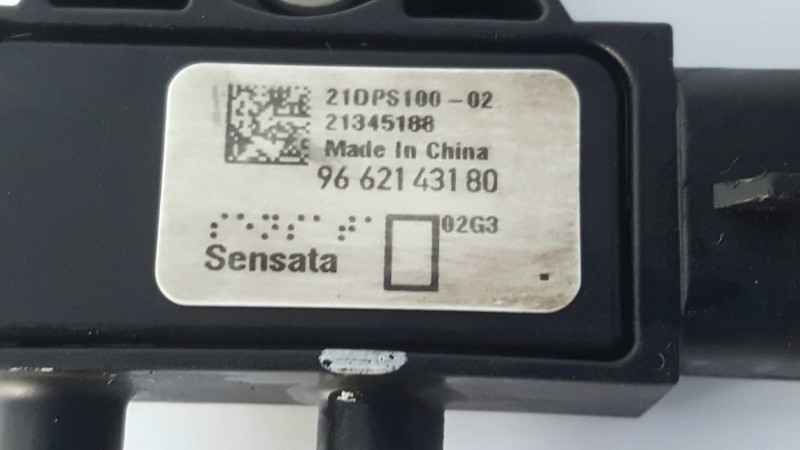 21DPS100-02
21345188
Made In China
96 621 431 80
02G3
Sensata